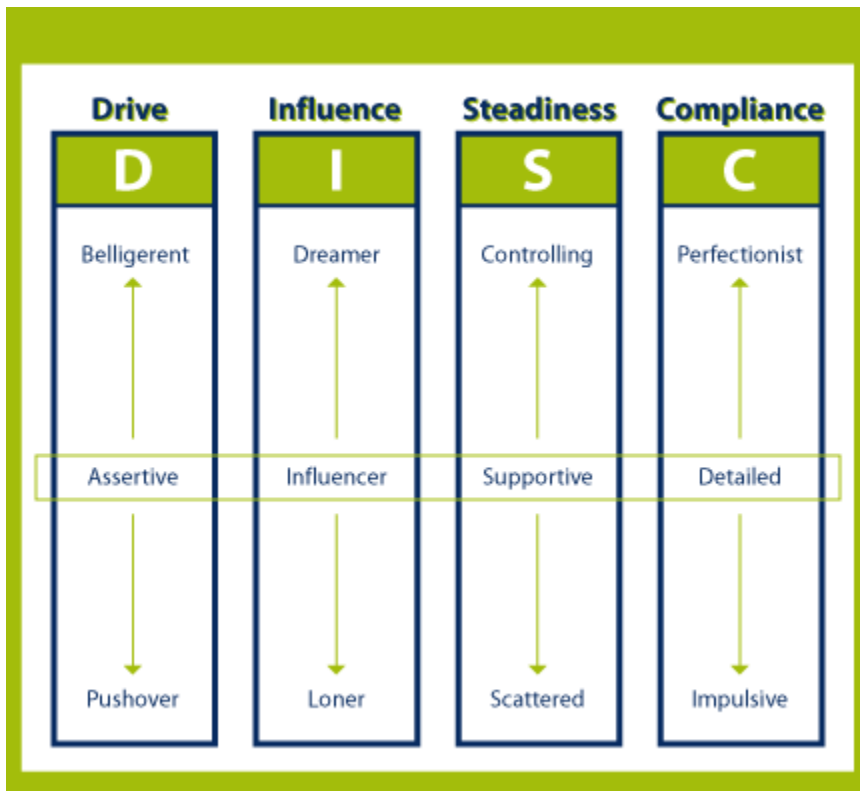 Drive Influence Steadiness Compliance
D I S C
Belligerent Dreamer Controlling Perfectionist
Assertive Influencer Supportive Detailed
Pushover Loner Scattered Impulsive